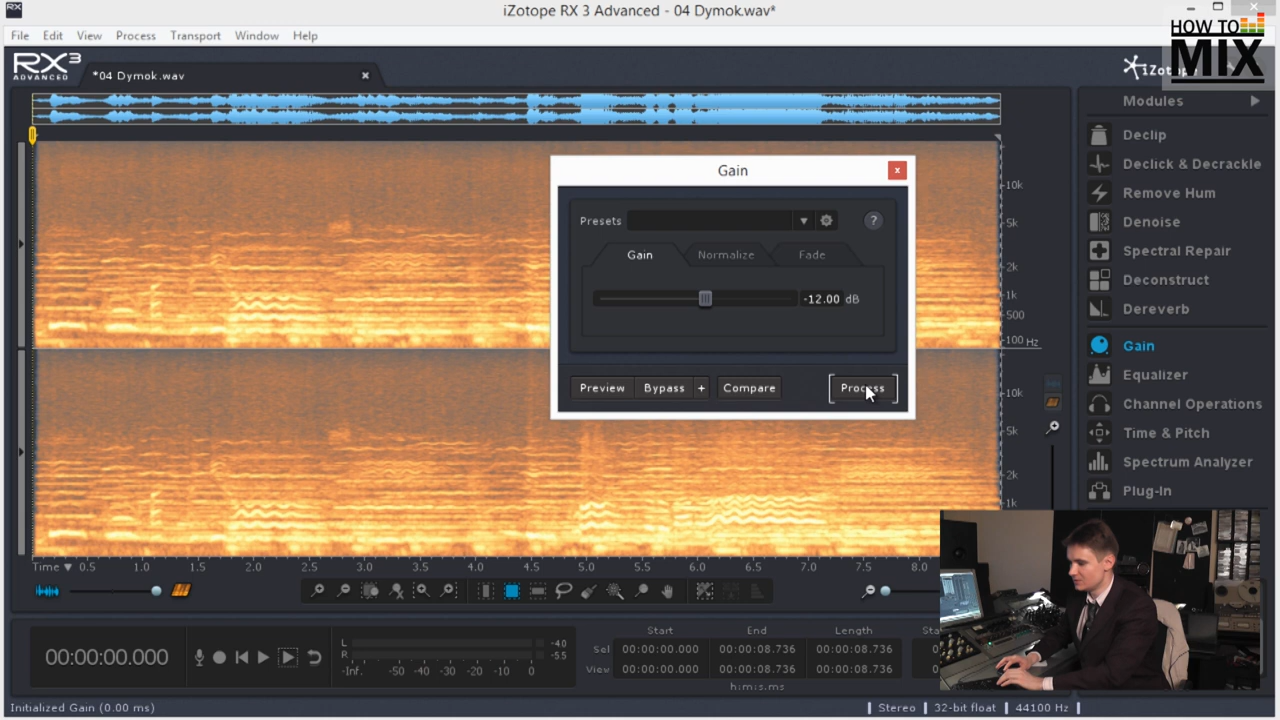 iZotope RX 3 Advanced - 04 Dymok.wav*
HOW TO
MIX
File Edit View Process Transport Window Help
RX3
ADVANCED
*04 Dymok.wav
Modules
Declip
Declick & Decrackle
Remove Hum
Denoise
Spectral Repair
Deconstruct
Dereverb
Gain
Equalizer
Channel Operations
Time & Pitch
Spectrum Analyzer
Plug-In
Gain
x
Presets ?
Gain Normalize Fade
-12.00 dB
Preview Bypass + Compare Process
10k
5k
2k
1k
500
100 Hz
10k
5k
2k
1k
Time 0.5 1.0 1.5 2.0 2.5 3.0 3.5 4.0 4.5 5.0 5.5 6.0 6.5 7.0 7.5 8.0
00:00:00.000
L
R
-Inf. -50 -40 -30 -20 -10 0
-40
-55
Start End Length
Sel 00:00:00.000 00:00:08.736 00:00:08.736
View 00:00:00.000 00:00:08.736 00:00:08.736
h:m:s.ms
Initialized Gain (0.00 ms)
Stereo 32-bit float 44100 Hz